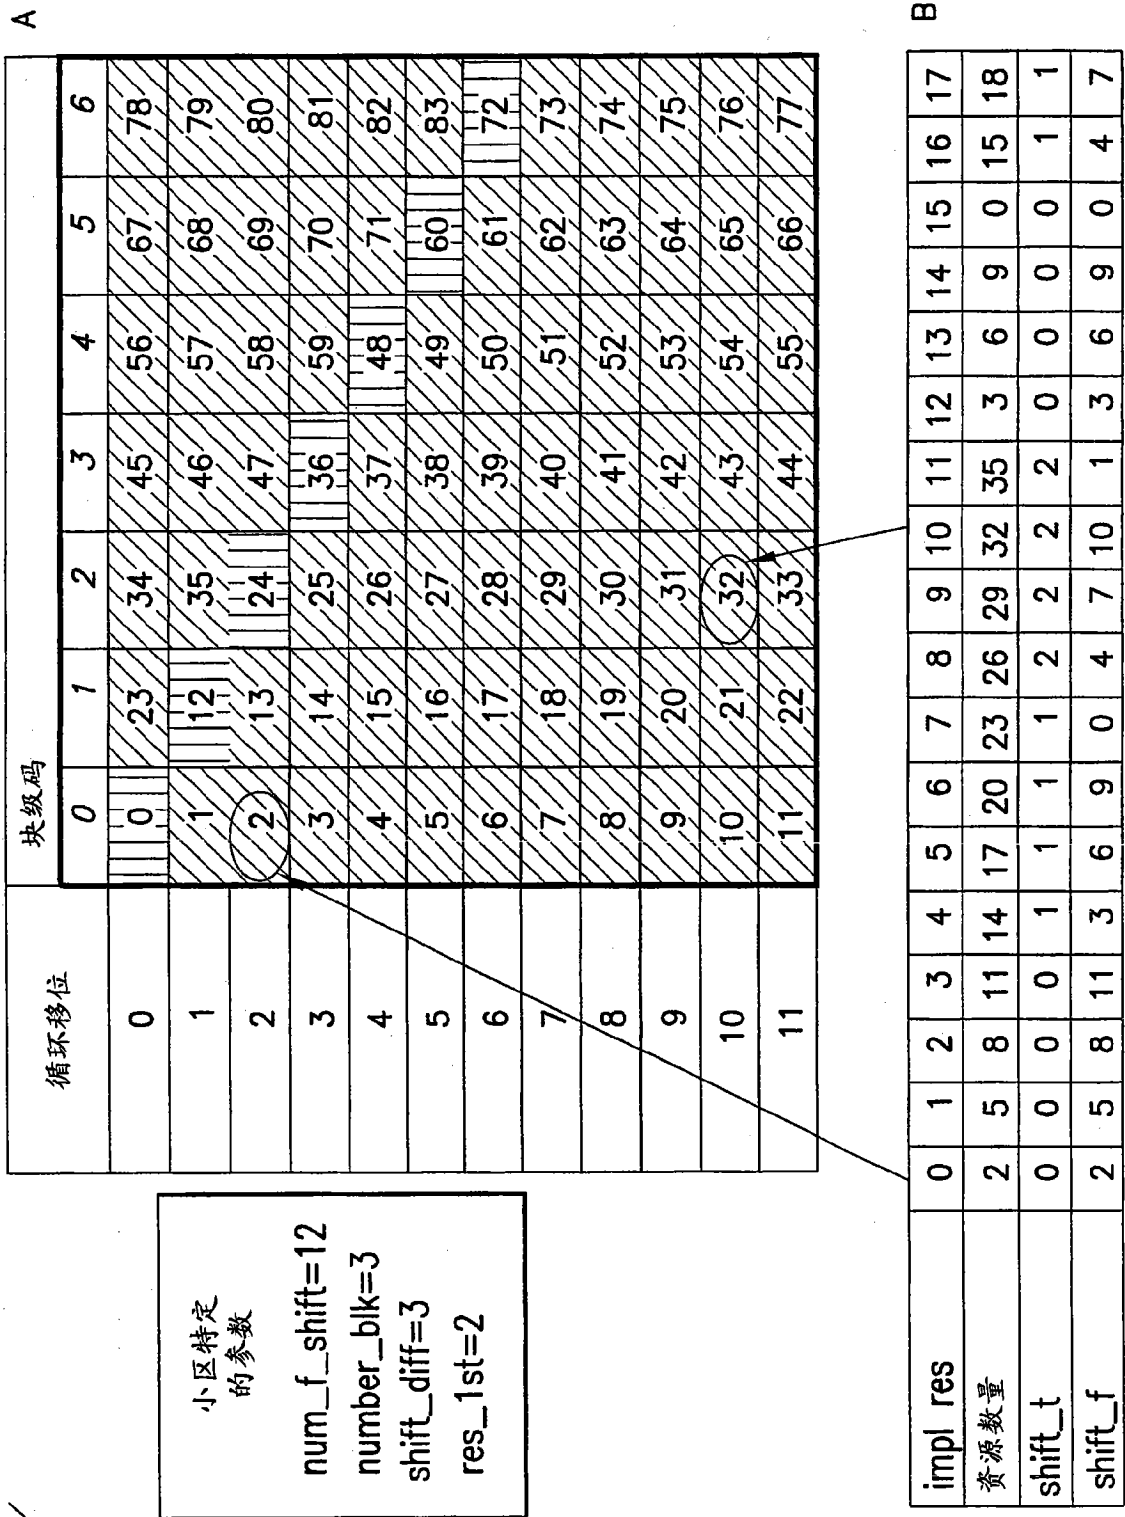 A
块级码
循环移位 0 1 2 3 4 5 6
0 0 23 34 45 56 67 78
1 1 12 35 46 57 68 79
2 2 13 24 47 58 69 80
3 3 14 25 36 59 70 81
4 4 15 26 37 48 71 82
5 5 16 27 38 49 60 83
6 6 17 28 39 50 61 72
7 7 18 29 40 51 62 73
8 8 19 30 41 52 63 74
9 9 20 31 42 53 64 75
10 10 21 32 43 54 65 76
11 11 22 33 44 55 66 77
小区特定
的参数
num_f_shift=12
number_blk=3
shift_diff=3
res_1st=2
B
impl res 0 1 2 3 4 5 6 7 8 9 10 11 12 13 14 15 16 17
资源数量 2 5 8 11 14 17 20 23 26 29 32 35 3 6 9 0 15 18
shift_t 0 0 0 0 1 1 1 1 2 2 2 2 0 0 0 0 1 1
shift_f 2 5 8 11 3 6 9 0 4 7 10 1 3 6 9 0 4 7